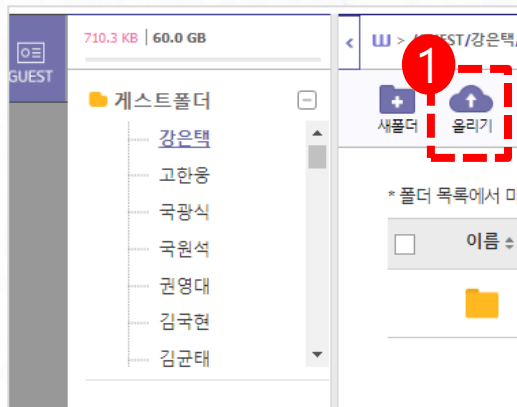 GUEST
710.3 KB | 60.0 GB
게스트폴더
강은택
고한웅
국광식
국원석
권영대
김국현
김균태
> /GUEST/강은택/
1
새폴더
올리기
* 폴더 목록에서
이름